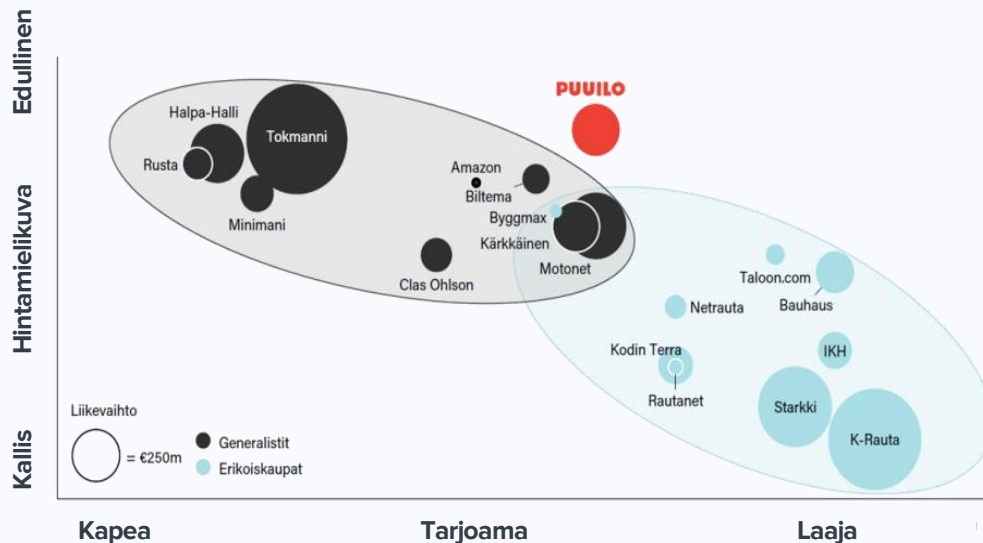 Edullinen
Hintamielikuva
Kallis
PUUILO
Halpa-Halli
Tokmanni
Rusta
Minimani
Amazon
Biltema
Byggmax
Kärkkäinen
Motonet
Clas Ohlson
Taloon.com
Bauhaus
Netrauta
Kodin Terra
IKH
Rautanet
Starkki
K-Rauta
Liikevaihto
= €250m
Generalistit
Erikoiskaupat
Kapea
Tarjoama
Laaja